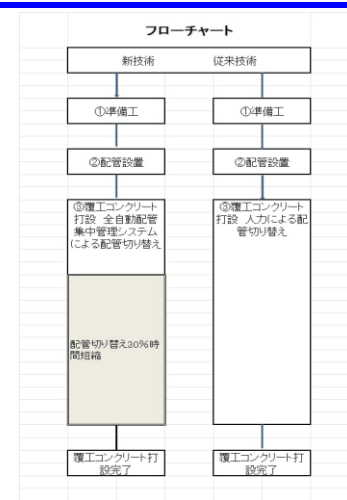 フローチャート
新技術 従来技術
①準備工 ①準備工
②配管設置 ②配管設置
③覆工コンクリート
打設 全自動配管
集中管理システム
による配管切り替え
③覆工コンクリート
打設 人力による配
管切り替え
配管切り替え30%時
間短縮
覆工コンクリート打
設完了
覆工コンクリート打
設完了